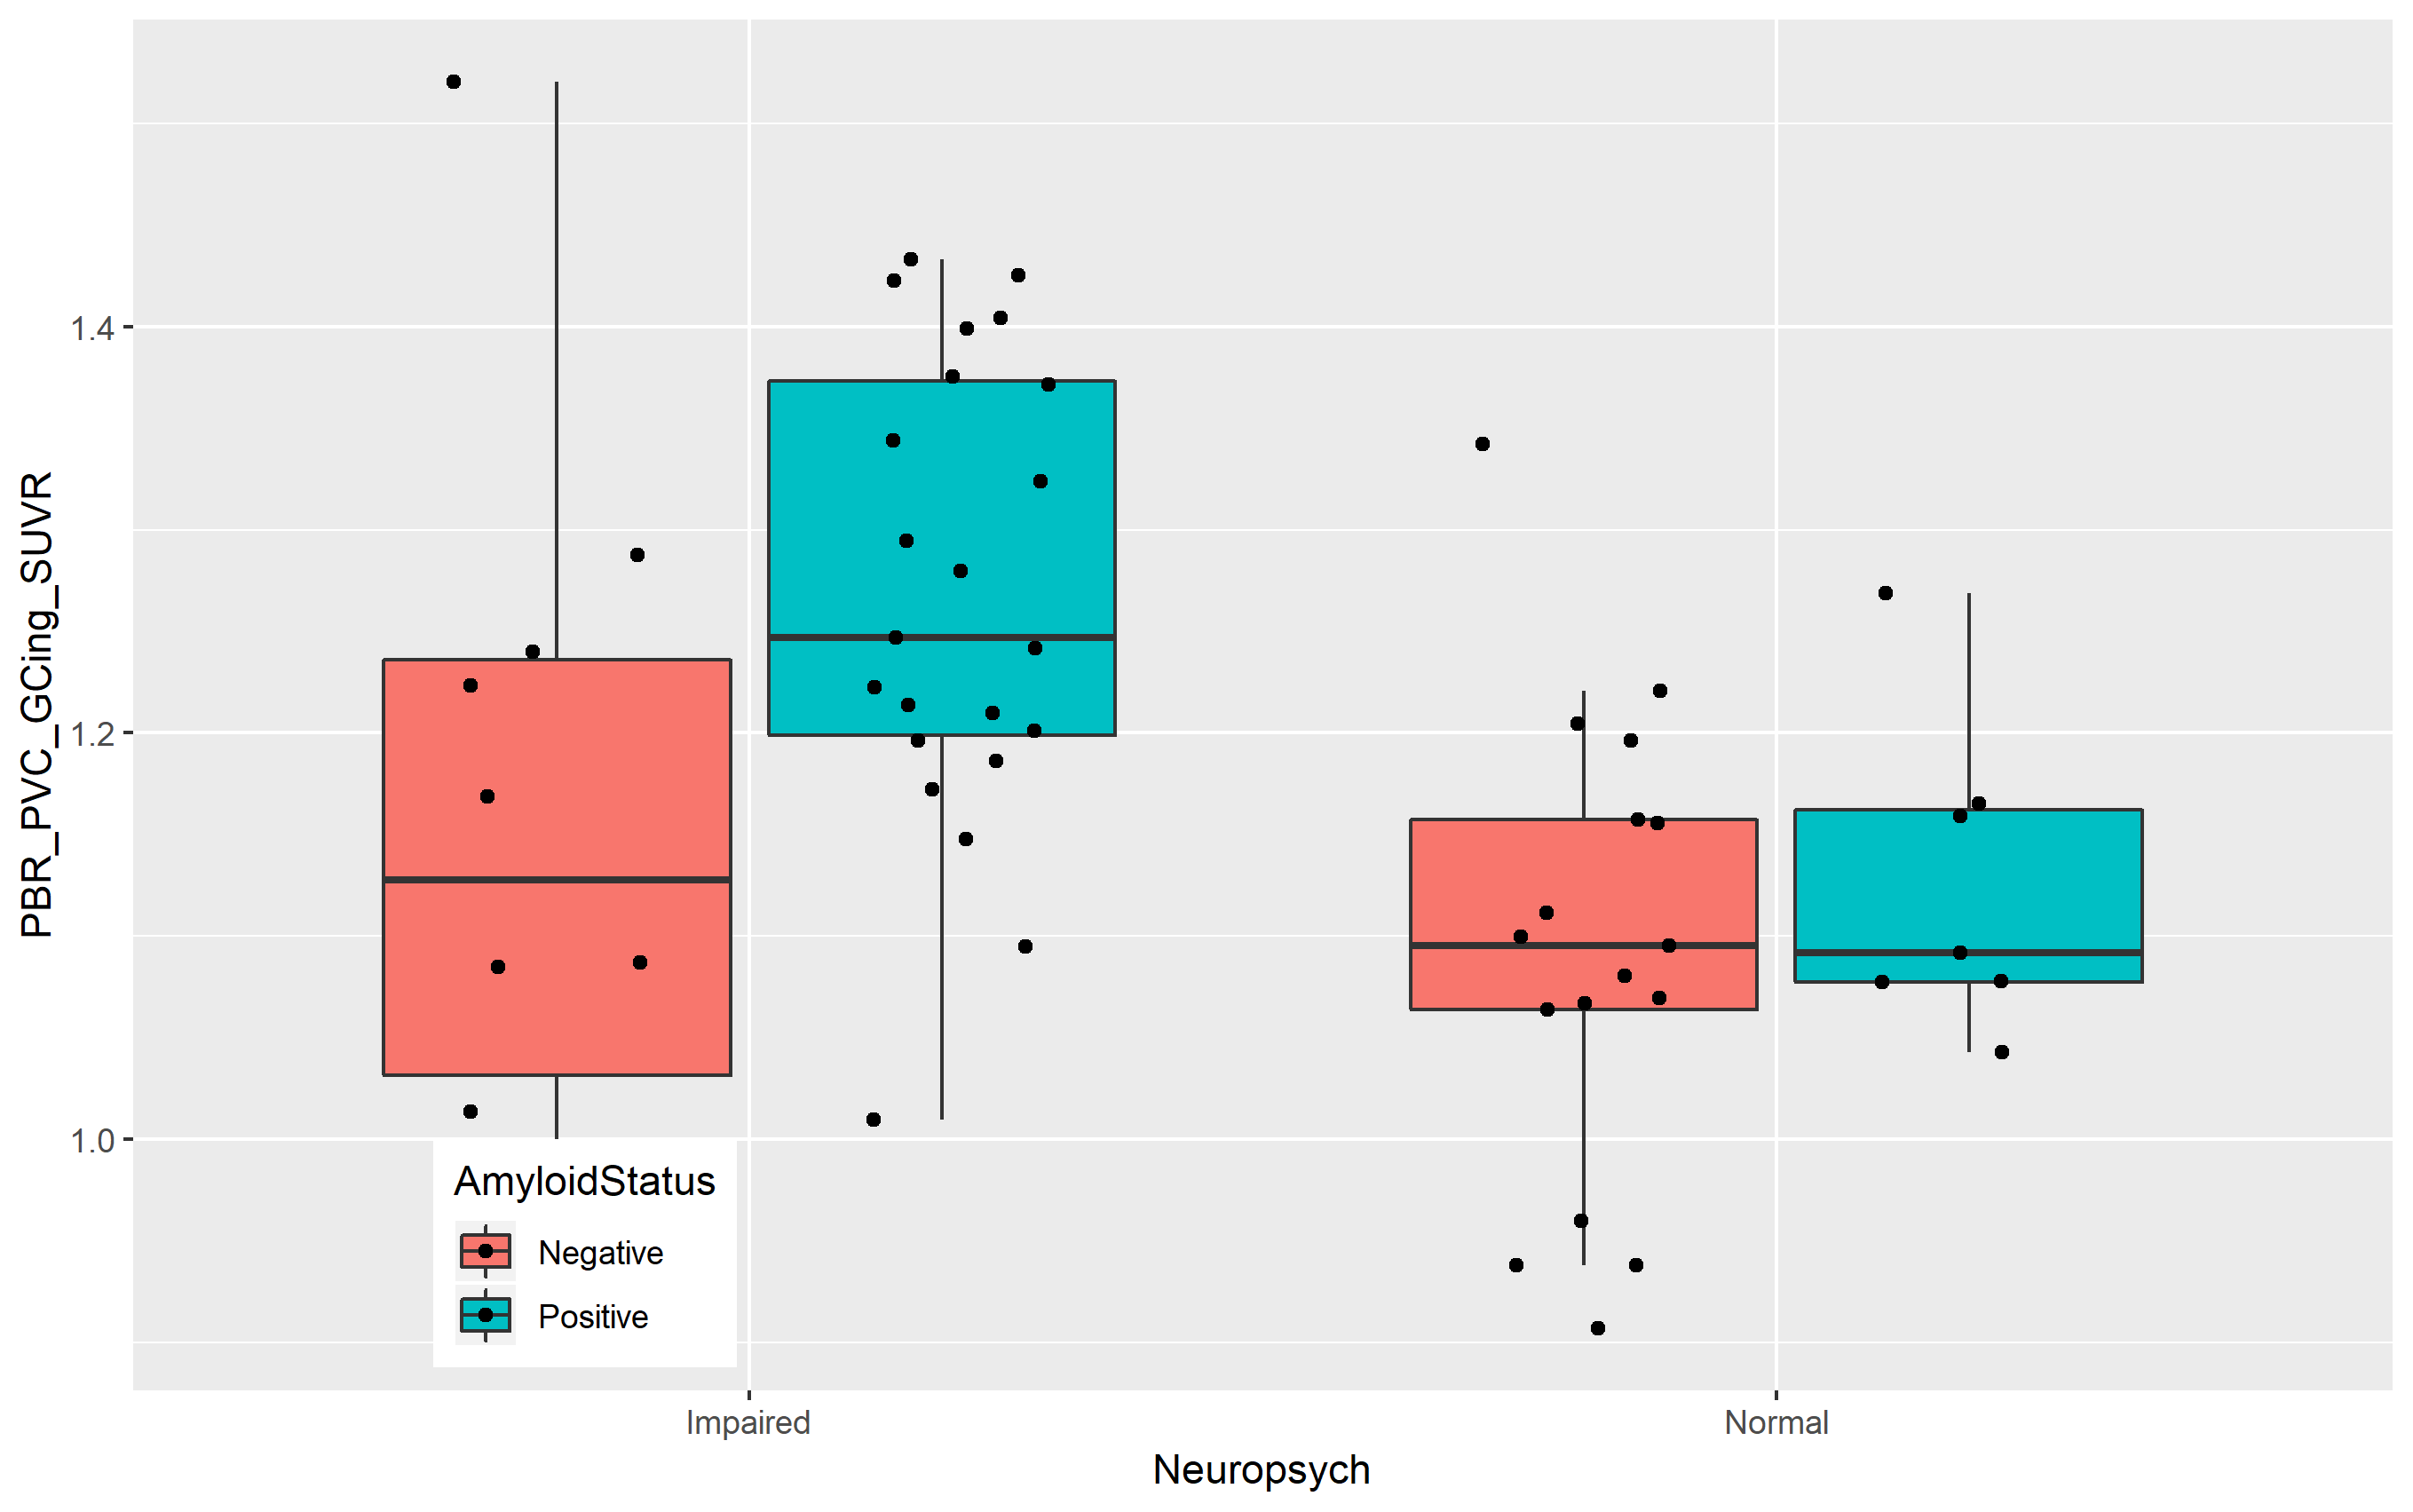 PBR_PVC_GCing_SUVR
1.4
1.2
1.0
AmyloidStatus
Negative
Positive
Impaired
Normal
Neuropsych